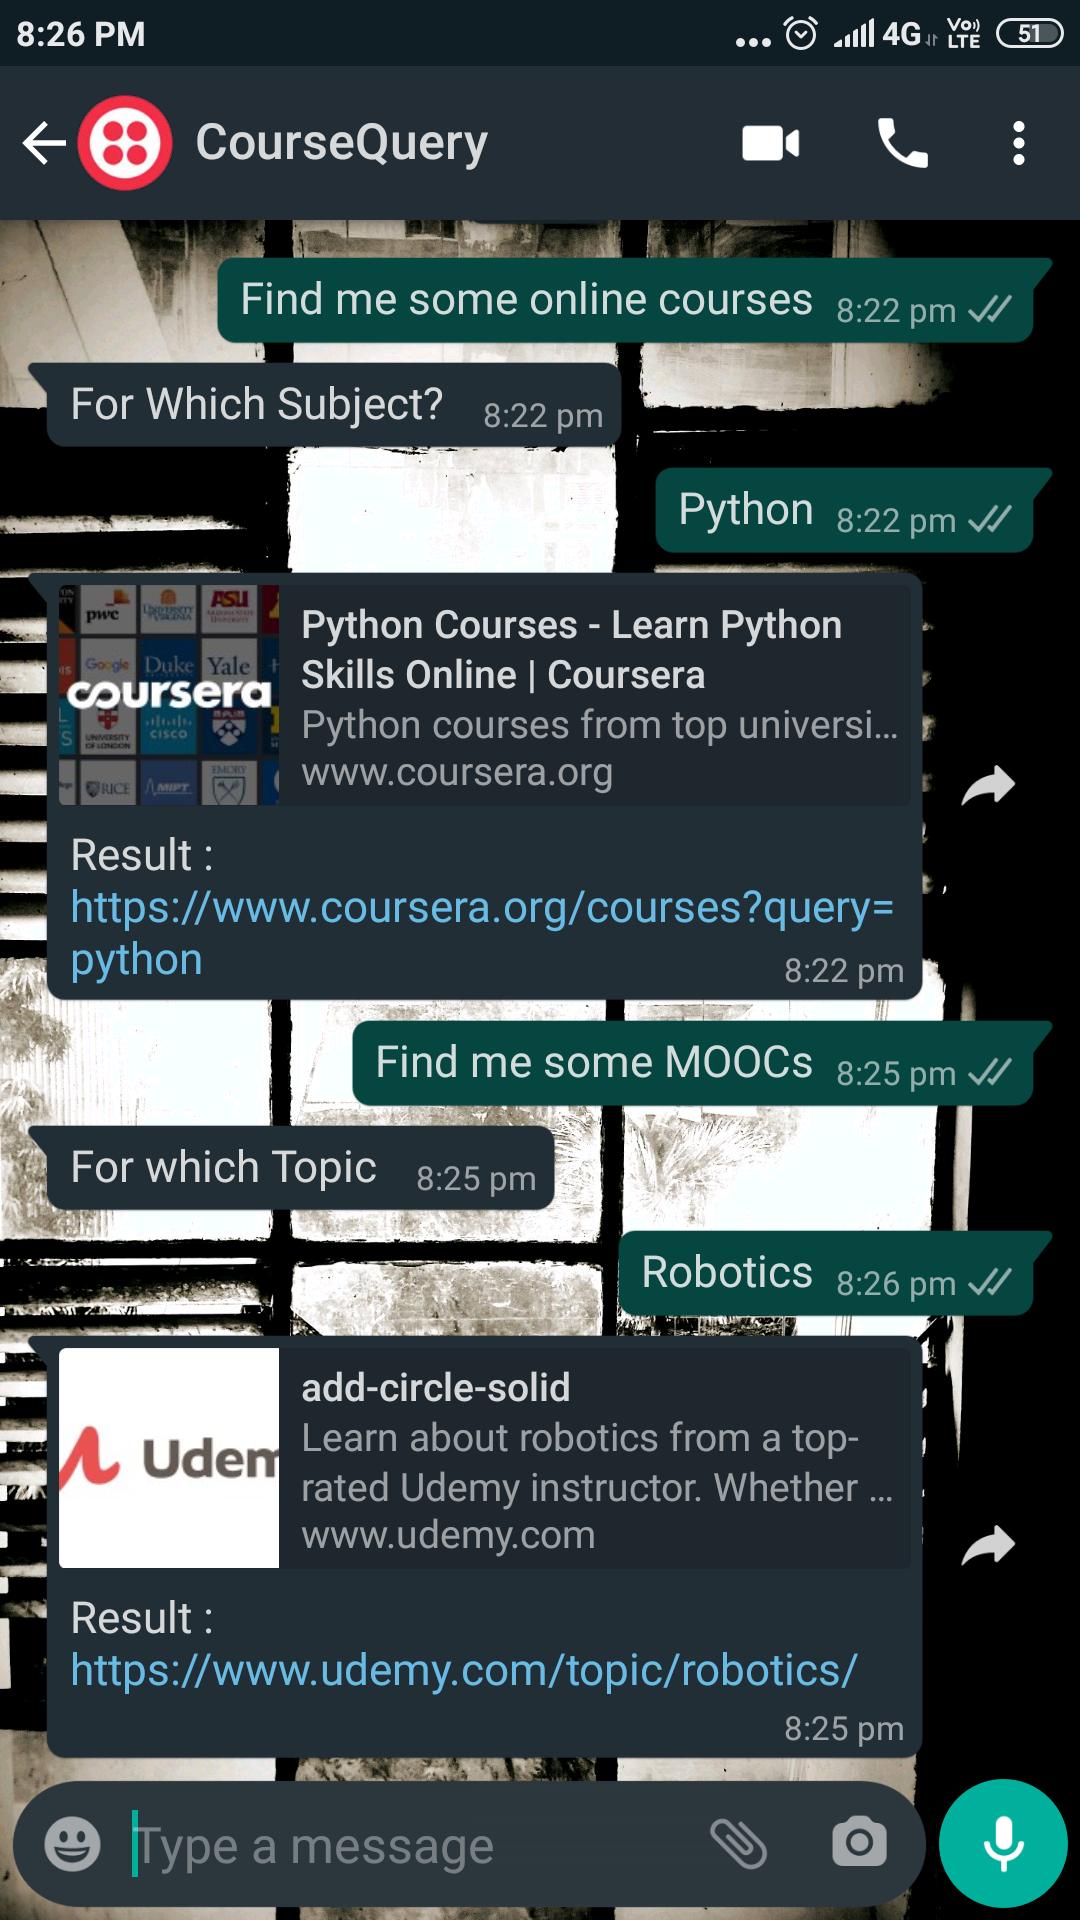 8:26 PM
4G
Vo))
LTE
51
CourseQuery
Find me some online courses 8:22 pm
For Which Subject? 8:22 pm
Python 8:22 pm
pwc
UNIVERSITY
VIRGINIA
ASU
Google
Duke
Yale
coursera
UNIVERSITY
OF LONDON
CISCO
RICE
MIPT
EMORY
Python Courses - Learn Python
Skills Online | Coursera
Python courses from top universi...
www.coursera.org
Result :
https://www.coursera.org/courses?query=
python
8:22 pm
Find me some MOOCs 8:25 pm
For which Topic 8:25 pm
Robotics 8:26 pm
Udem
add-circle-solid
Learn about robotics from a top-
rated Udemy instructor. Whether ...
www.udemy.com
Result :
https://www.udemy.com/topic/robotics/
8:25 pm
Type a message